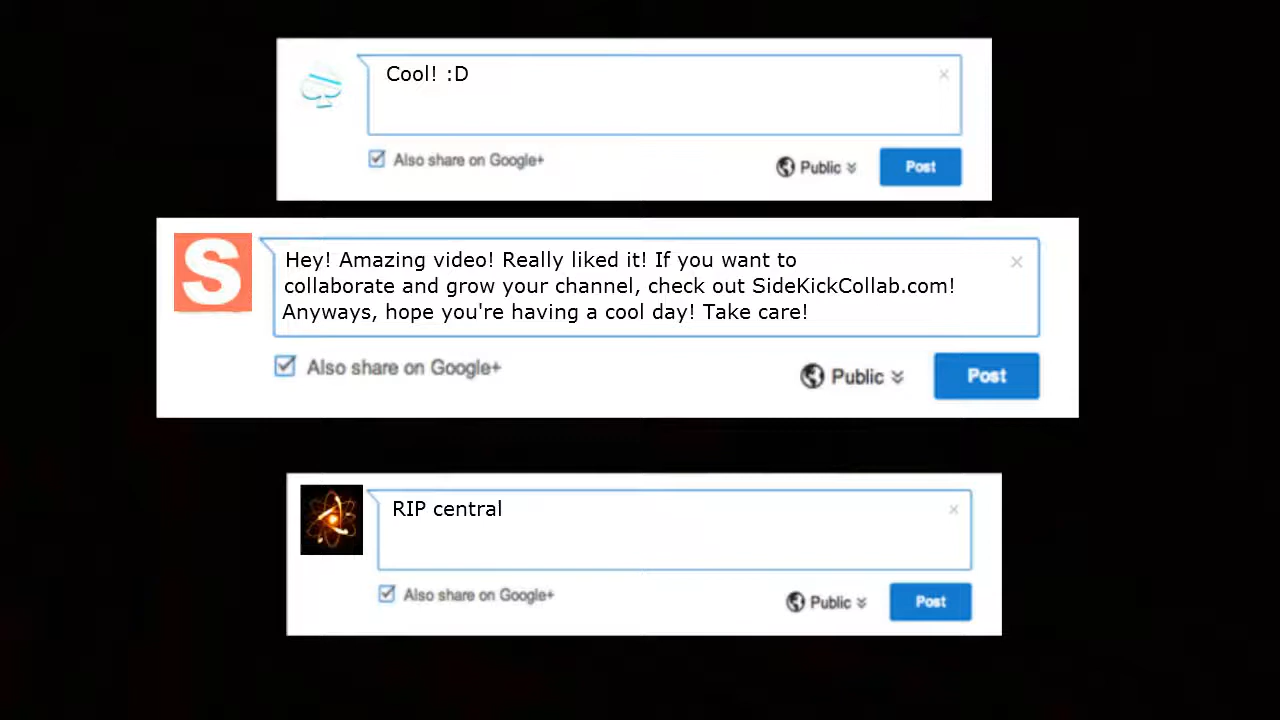 Cool! :D
Also share on Google+
Public
Post
S
Hey! Amazing video! Really liked it! If you want to
collaborate and grow your channel, check out SideKickCollab.com!
Anyways, hope you're having a cool day! Take care!
Also share on Google+
Public
Post
RIP central
Also share on Google+
Public
Post